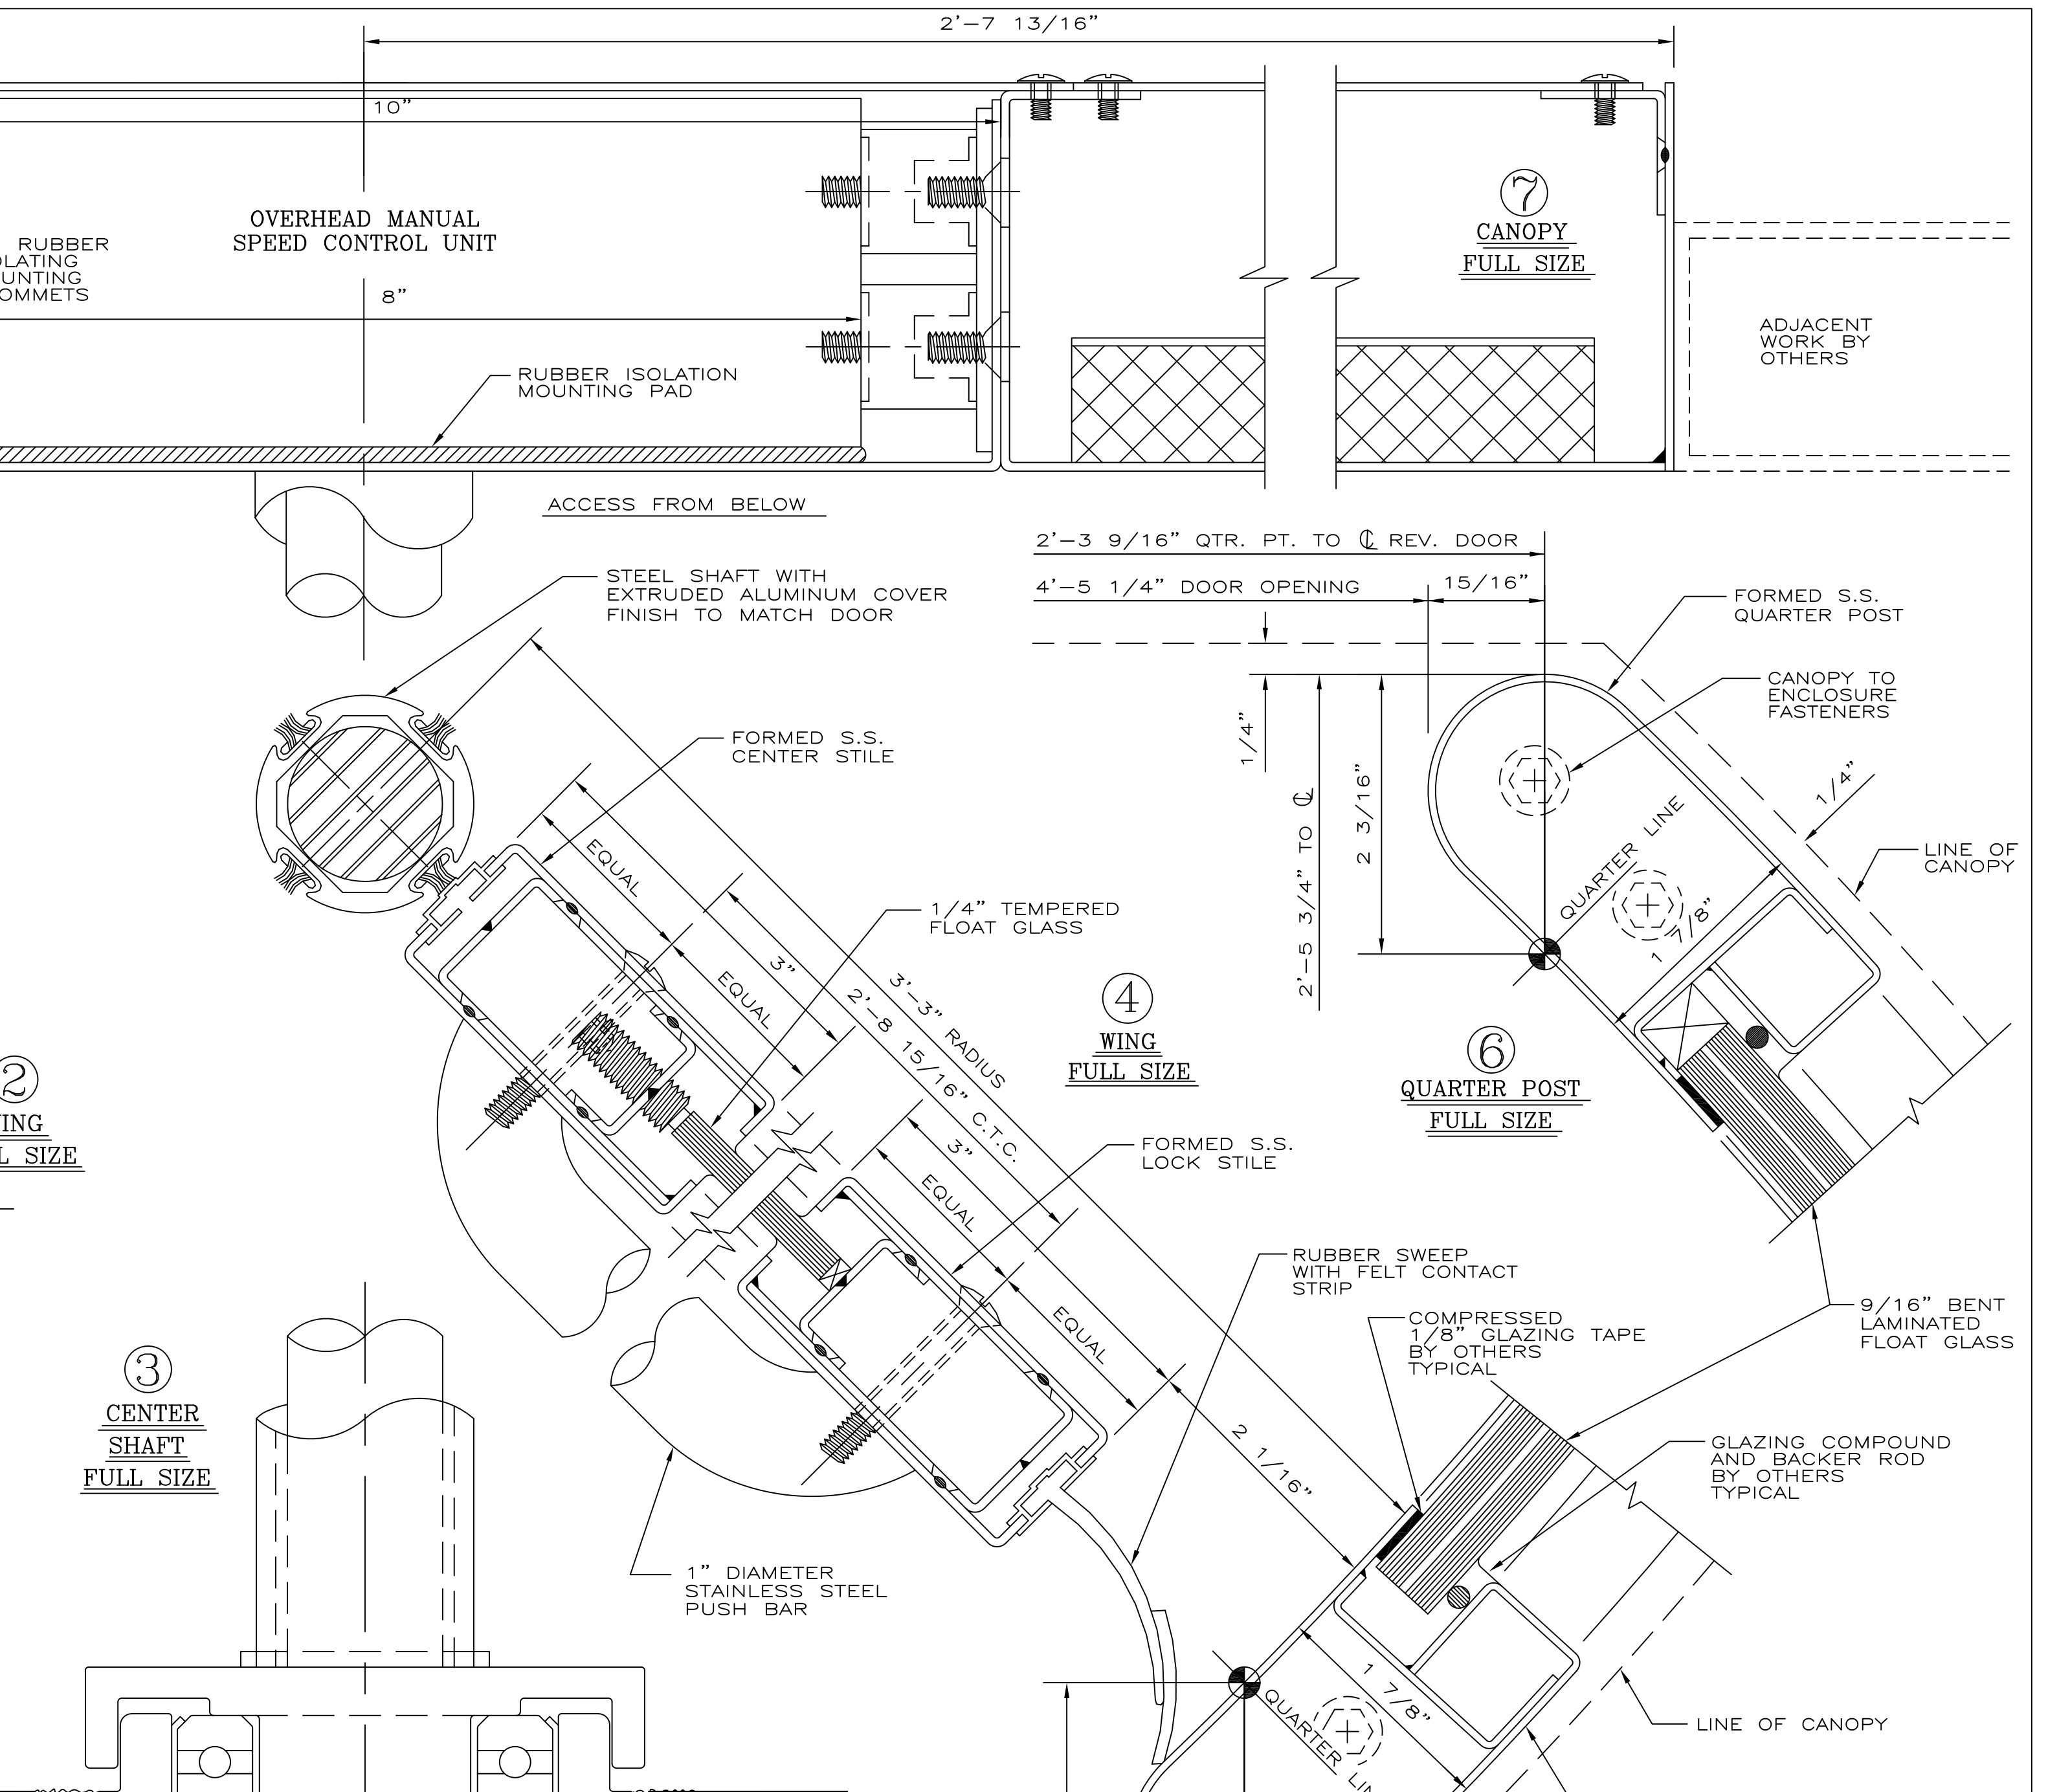 2'-7 13/16"
10"
OVERHEAD MANUAL
SPEED CONTROL UNIT
RUBBER
OLATING
UNTING
OMMETS
8"
RUBBER ISOLATION
MOUNTING PAD
7
CANOPY
FULL SIZE
ADJACENT
WORK BY
OTHERS
ACCESS FROM BELOW
2'-3 9/16" QTR. PT. TO ℄ REV. DOOR
4'-5 1/4" DOOR OPENING
15/16"
STEEL SHAFT WITH
EXTRUDED ALUMINUM COVER
FINISH TO MATCH DOOR
FORMED S.S.
QUARTER POST
CANOPY TO
ENCLOSURE
FASTENERS
FORMED S.S.
CENTER STILE
1/4"
2'-5 3/4" TO ℄
2 3/16"
1/4"
QUARTER LINE
1 7/8"
LINE OF
CANOPY
EQUAL
EQUAL
3"
2'-8 15/16" C.T.C.
3'-3" RADIUS
1/4" TEMPERED
FLOAT GLASS
4
WING
FULL SIZE
6
QUARTER POST
FULL SIZE
2
ING
L SIZE
3"
EQUAL
EQUAL
FORMED S.S.
LOCK STILE
RUBBER SWEEP
WITH FELT CONTACT
STRIP
COMPRESSED
1/8" GLAZING TAPE
BY OTHERS
TYPICAL
9/16" BENT
LAMINATED
FLOAT GLASS
3
CENTER
SHAFT
FULL SIZE
2 1/16"
GLAZING COMPOUND
AND BACKER ROD
BY OTHERS
TYPICAL
1" DIAMETER
STAINLESS STEEL
PUSH BAR
1 7/8"
QUARTER LIN
LINE OF CANOPY